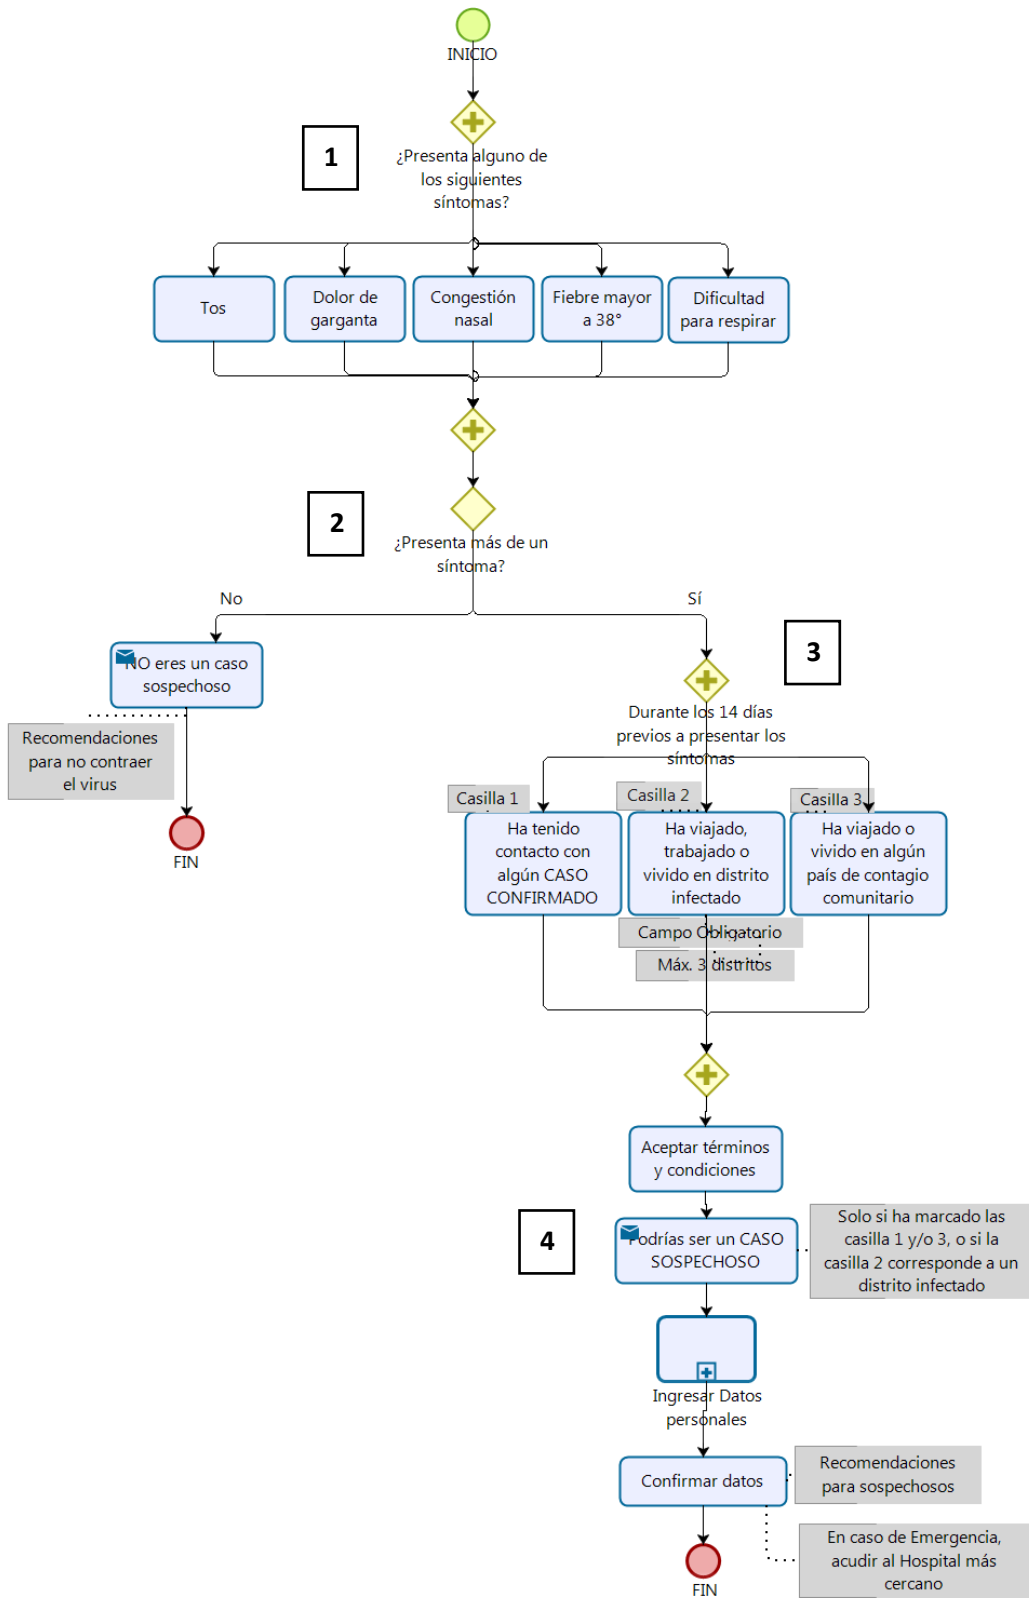 INICIO
1
¿Presenta alguno de
los siguientes
síntomas?
Tos
Dolor de
garganta
Congestión
nasal
Fiebre mayor
a 38°
Dificultad
para respirar
2
¿Presenta más de un
síntoma?
No
Sí
NO eres un caso
sospechoso
Recomendaciones
para no contraer
el virus
FIN
3
Durante los 14 días
previos a presentar los
síntomas
Casilla 1
Casilla 2
Casilla 3
Ha tenido
contacto con
algún CASO
CONFIRMADO
Ha viajado,
trabajado o
vivido en distrito
infectado
Ha viajado o
vivido en algún
país de contagio
comunitario
Campo Obligatorio
Máx. 3 distritos
Aceptar términos
y condiciones
4
Podrías ser un CASO
SOSPECHOSO
Solo si ha marcado las
casilla 1 y/o 3, o si la
casilla 2 corresponde a un
distrito infectado
Ingresar Datos
personales
Confirmar datos
Recomendaciones
para sospechosos
En caso de Emergencia,
acudir al Hospital más
cercano
FIN